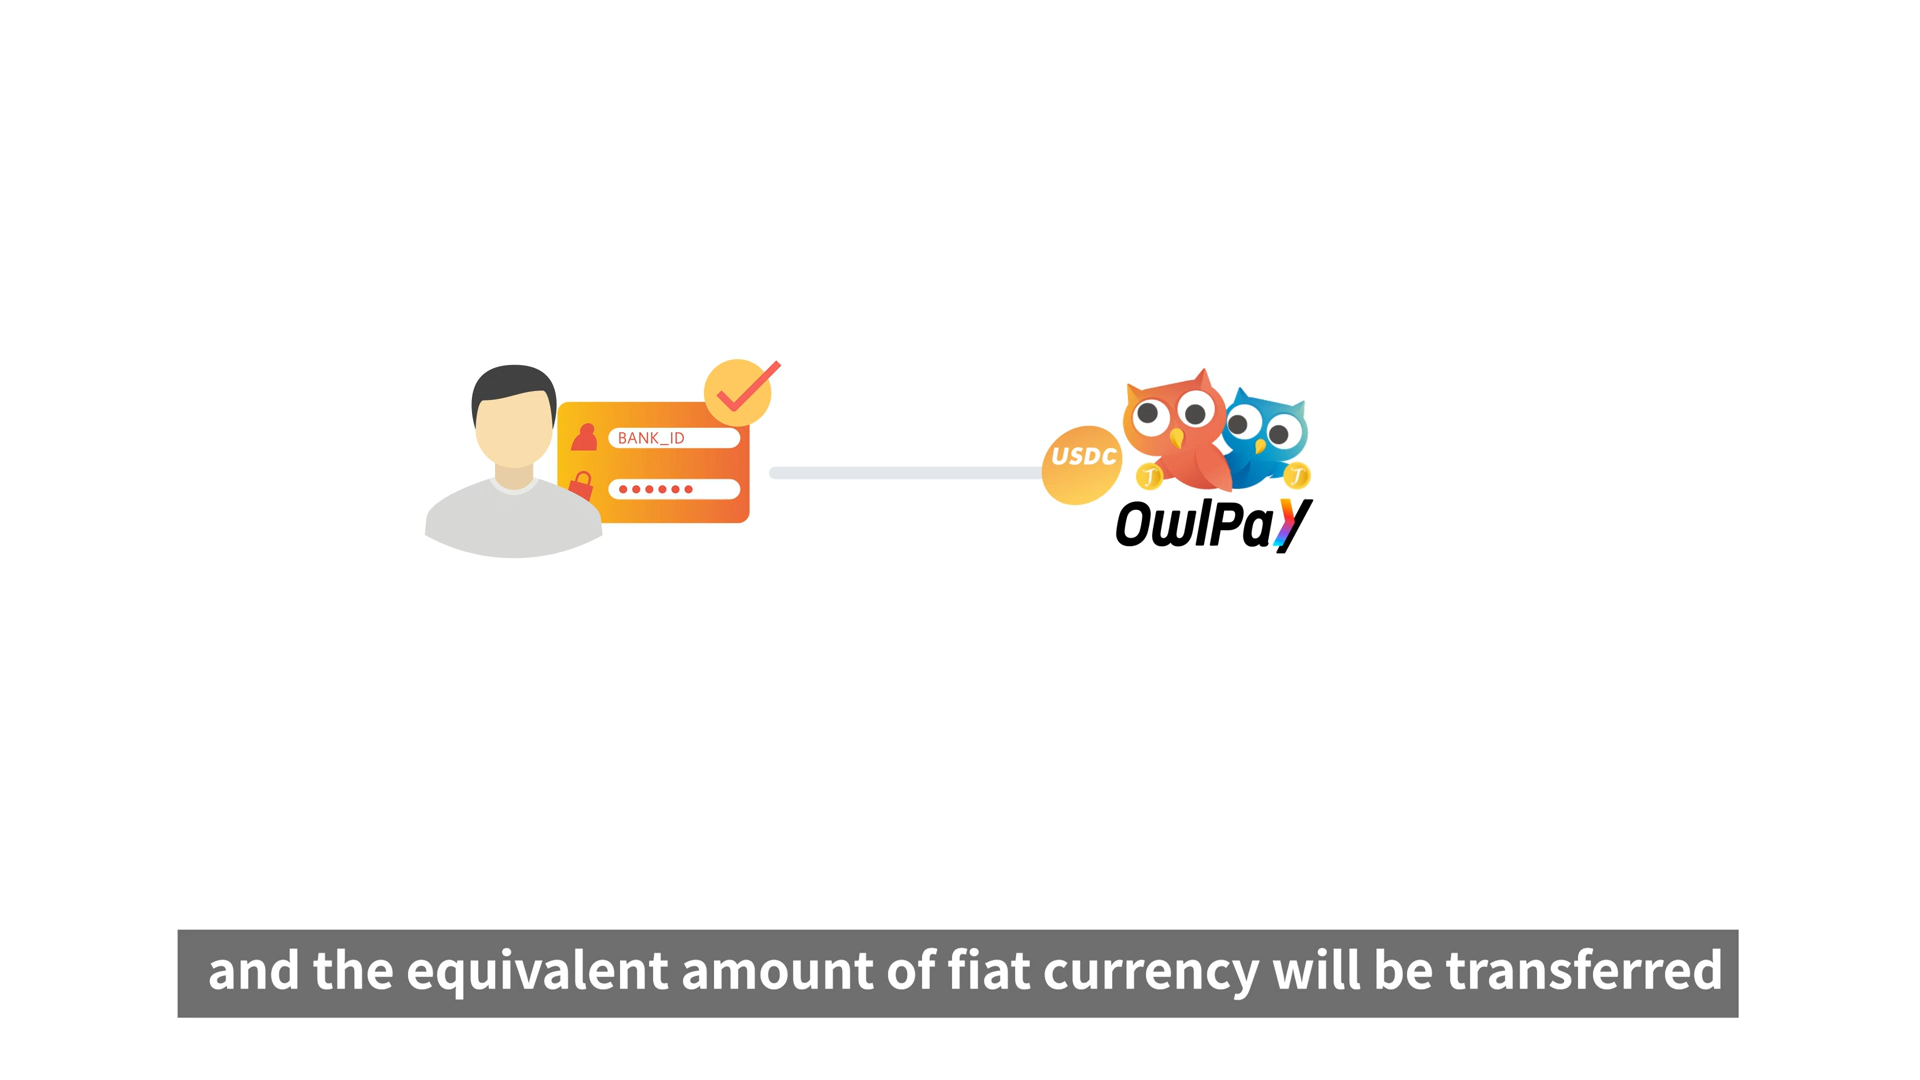 BANK_ID
USDC
OwlPay
and the equivalent amount of fiat currency will be transferred